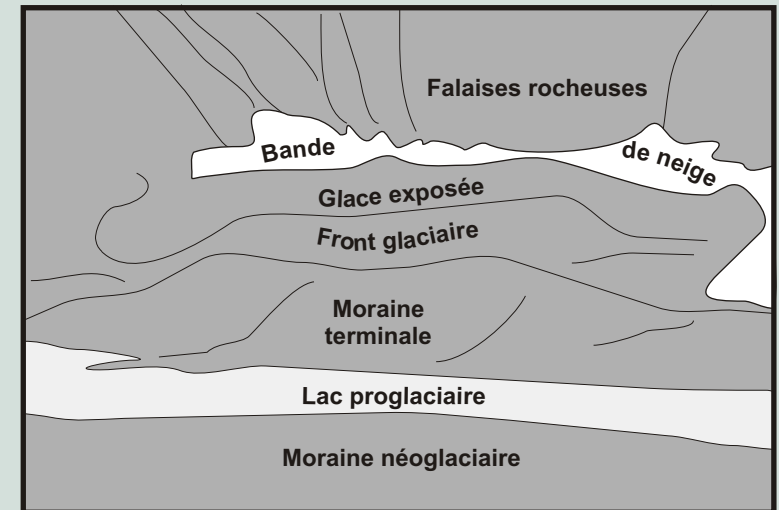 Falaises rocheuses
Bande de neige
Glace exposée
Front glaciaire
Moraine
terminale
Lac proglaciaire
Moraine néoglaciaire